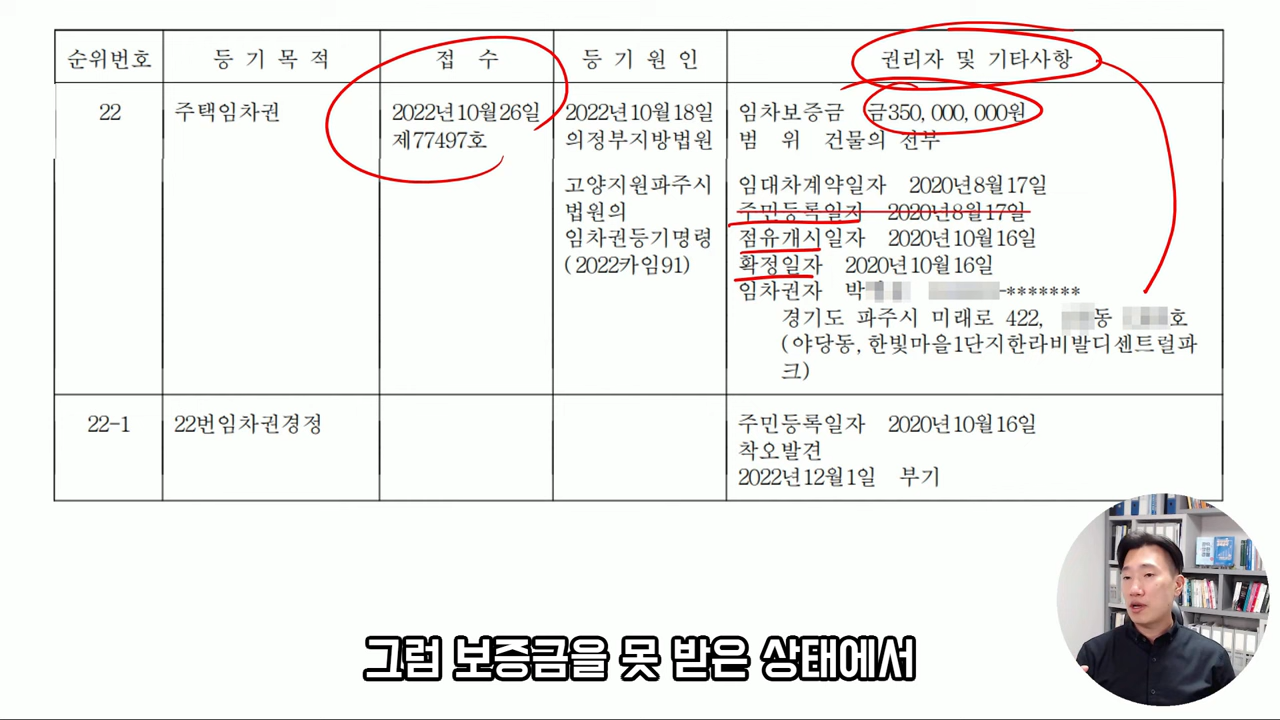 순위번호 등 기 목 적 접 수 등 기 원 인 권리자 및 기타사항
22 주택임차권 2022년10월26일 2022년10월18일 임차보증금 금350,000,000원
제77497호 의정부지방법원 범 위 건물의 전부
고양지원파주시 임대차계약일자 2020년8월17일
법원의 주민등록일자 2020년8월17일
임차권등기명령 점유개시일자 2020년10월16일
(2022카임91) 확정일자 2020년10월16일
임차권자 박 -*******
경기도 파주시 미래로 422, 동 호
(야당동, 한빛마을1단지한라비발디센트럴파
크)
22-1 22번임차권경정 주민등록일자 2020년10월16일
착오발견
2022년12월1일 부기
그럼 보증금을 못 받은 상태에서